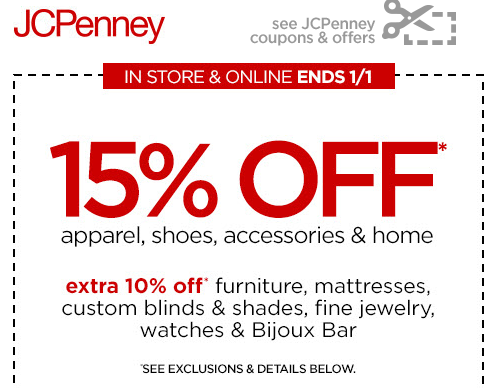 JCPenney
see JCPenney
coupons & offers
IN STORE & ONLINE ENDS 1/1
15% OFF*
apparel, shoes, accessories & home
extra 10% off* furniture, mattresses,
custom blinds & shades, fine jewelry,
watches & Bijoux Bar
*SEE EXCLUSIONS & DETAILS BELOW.